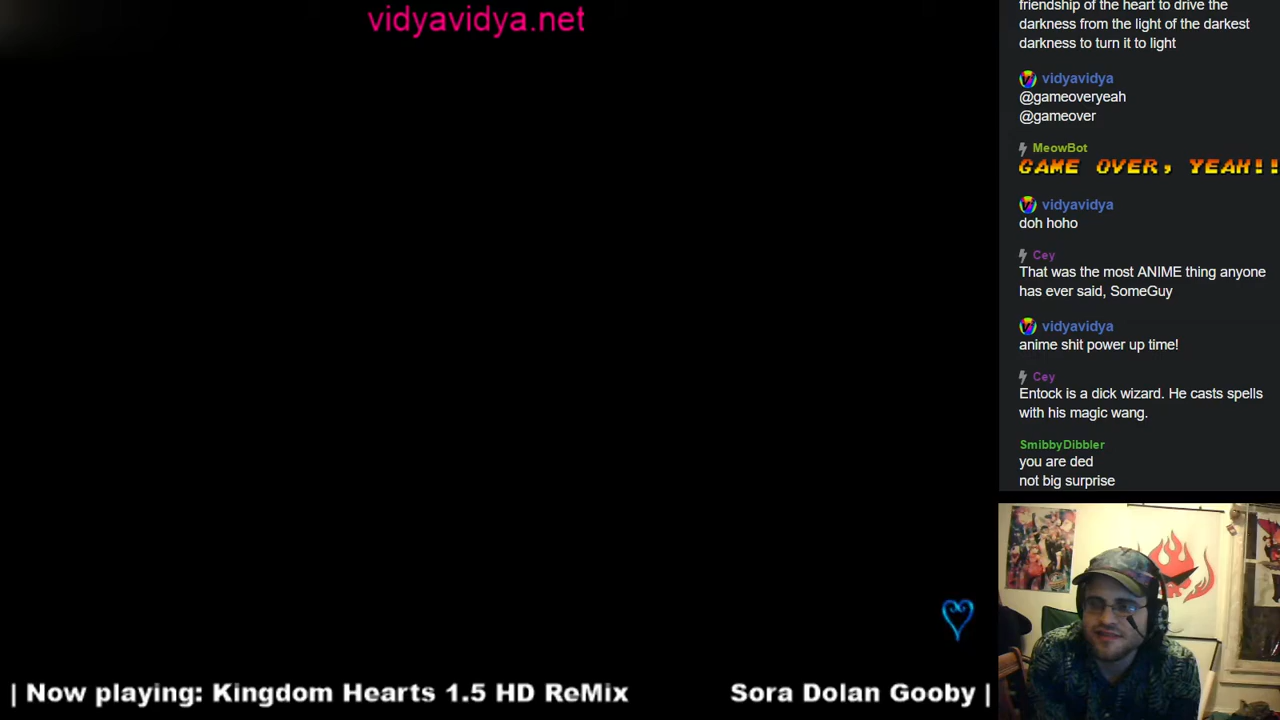 vidyavidya.net
friendship of the heart to drive the
darkness from the light of the darkest
darkness to turn it to light
vidyavidya
@gameoveryeah
@gameover
MeowBot
GAME OVER, YEAH!!
vidyavidya
doh hoho
Cey
That was the most ANIME thing anyone
has ever said, SomeGuy
vidyavidya
anime shit power up time!
Cey
Entock is a dick wizard. He casts spells
with his magic wang.
SmibbyDibbler
you are ded
not big surprise
| Now playing: Kingdom Hearts 1.5 HD ReMix Sora Dolan Gooby |